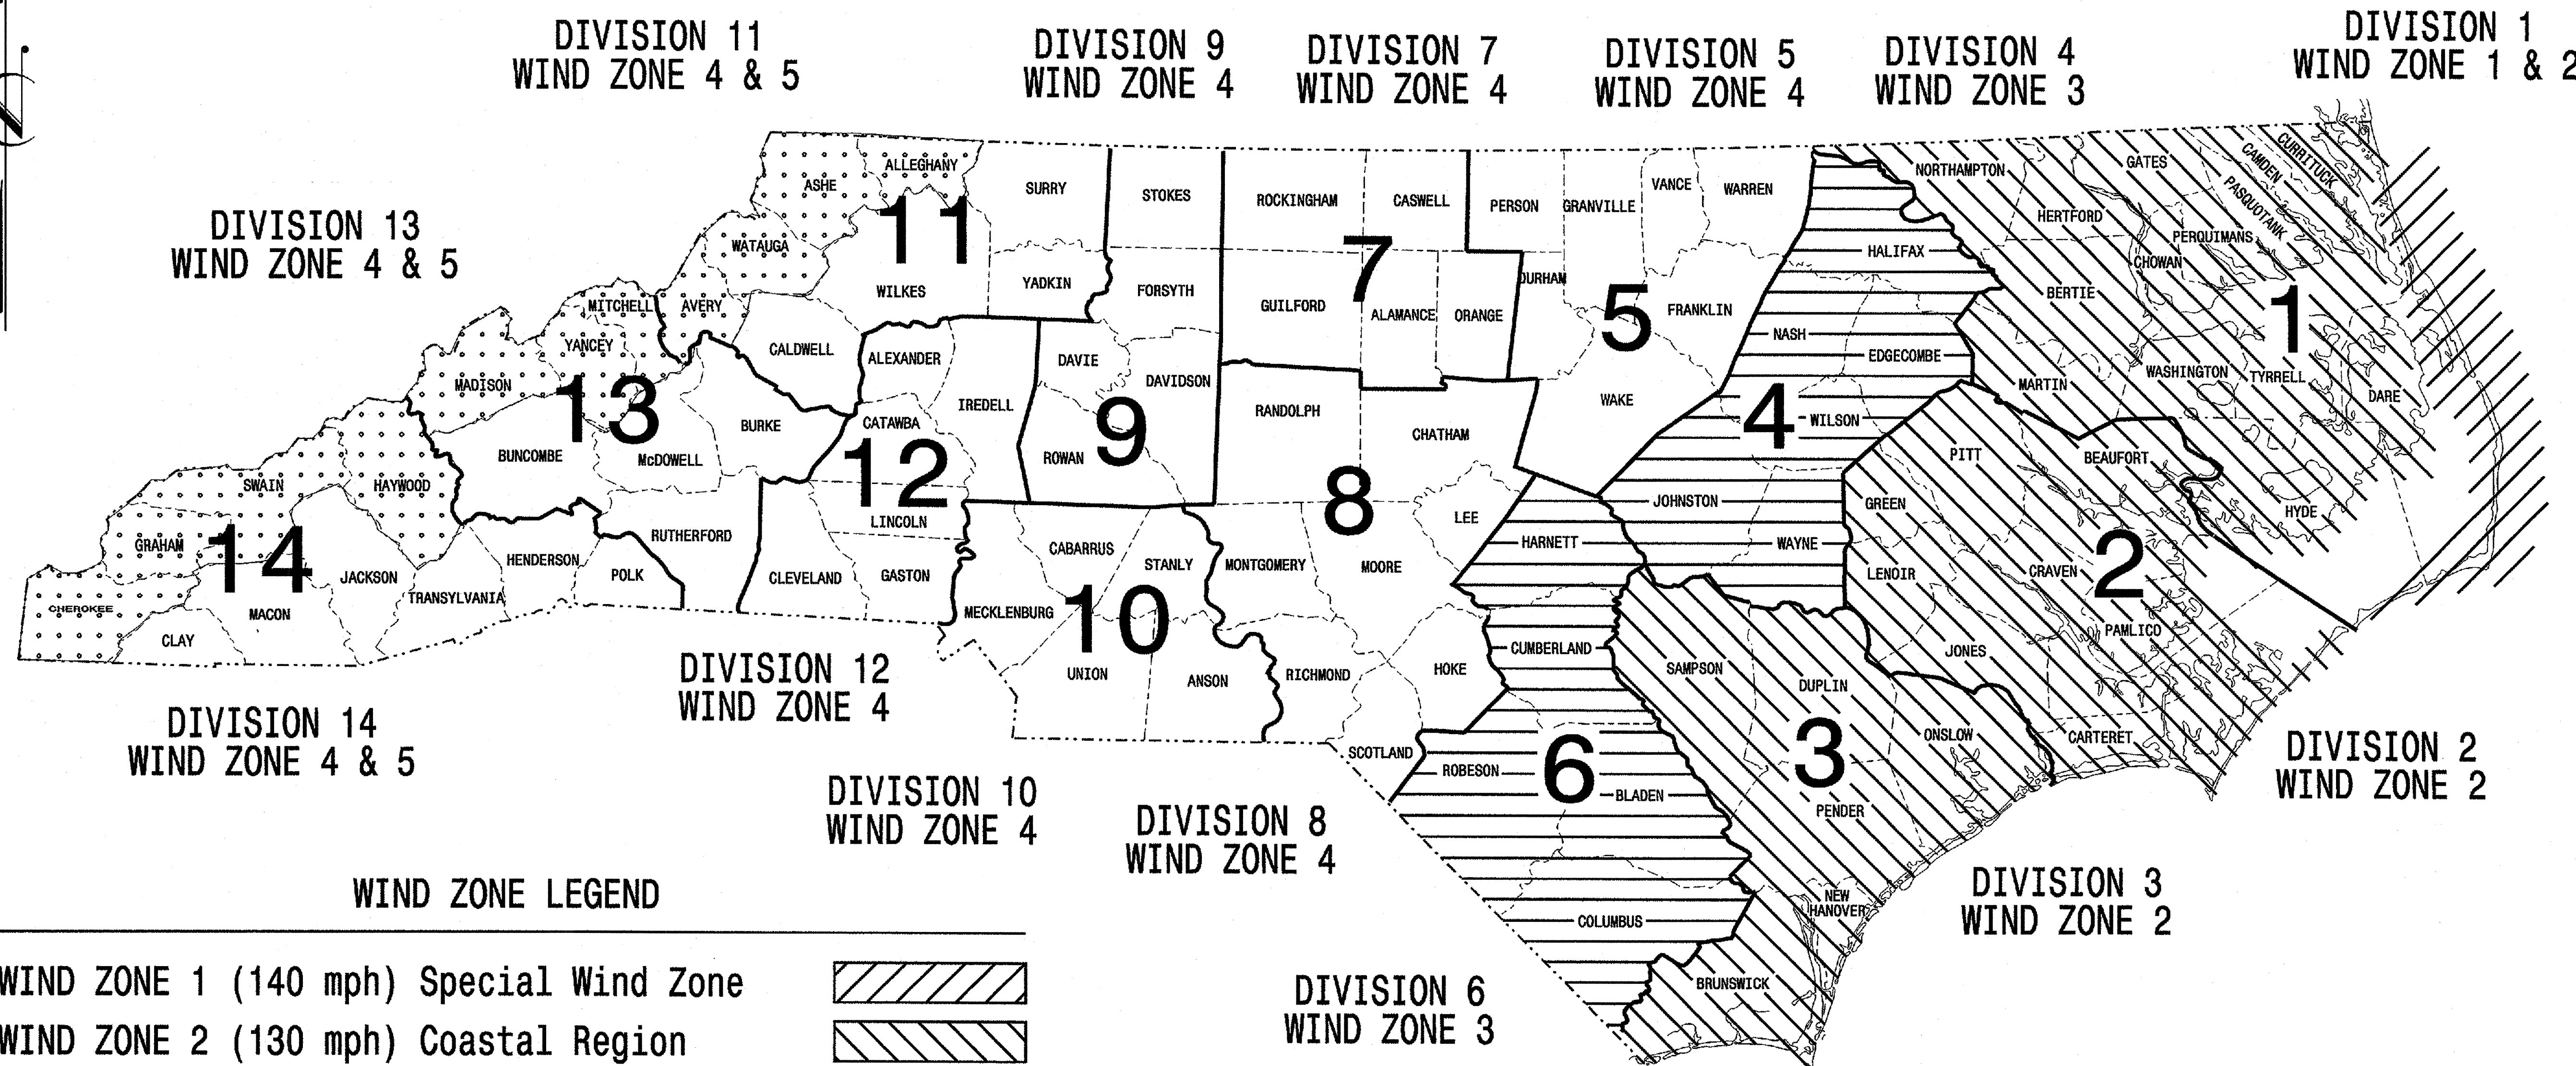 DIVISION 11
WIND ZONE 4 & 5
DIVISION 9
WIND ZONE 4
DIVISION 7
WIND ZONE 4
DIVISION 5
WIND ZONE 4
DIVISION 4
WIND ZONE 3
DIVISION 1
WIND ZONE 1 & 2
DIVISION 13
WIND ZONE 4 & 5
N
ASHE
ALLEGHANY
SURRY
STOKES
ROCKINGHAM
CASWELL
PERSON
GRANVILLE
VANCE
WARREN
NORTHAMPTON
GATES
CAMDEN
CURRITUCK
PASQUOTANK
HERTFORD
PERQUIMANS
CHOWAN
HALIFAX
WATAUGA
11
WILKES
YADKIN
FORSYTH
7
GUILFORD
ALAMANCE
ORANGE
DURHAM
5
FRANKLIN
NASH
EDGECOMBE
BERTIE
1
MITCHELL
AVERY
YANCEY
CALDWELL
ALEXANDER
DAVIE
DAVIDSON
MADISON
13
BURKE
CATAWBA
IREDELL
9
ROWAN
RANDOLPH
CHATHAM
WAKE
4
WILSON
MARTIN
WASHINGTON
TYRRELL
DARE
BUNCOMBE
McDOWELL
12
LINCOLN
8
LEE
JOHNSTON
PITT
BEAUFORT
GREEN
HYDE
SWAIN
HAYWOOD
GRAHAM
14
JACKSON
HENDERSON
RUTHERFORD
POLK
TRANSYLVANIA
CLEVELAND
GASTON
CABARRUS
STANLY
MONTGOMERY
MOORE
HARNETT
WAYNE
LENOIR
CRAVEN
2
PAMLICO
CHEROKEE
MACON
CLAY
MECKLENBURG
10
UNION
ANSON
RICHMOND
HOKE
CUMBERLAND
SAMPSON
DUPLIN
JONES
SCOTLAND
ROBESON
6
BLADEN
3
PENDER
ONSLOW
CARTERET
COLUMBUS
NEW
HANOVER
BRUNSWICK
DIVISION 14
WIND ZONE 4 & 5
DIVISION 12
WIND ZONE 4
DIVISION 10
WIND ZONE 4
DIVISION 8
WIND ZONE 4
DIVISION 2
WIND ZONE 2
DIVISION 3
WIND ZONE 2
DIVISION 6
WIND ZONE 3
WIND ZONE LEGEND
WIND ZONE 1 (140 mph) Special Wind Zone
WIND ZONE 2 (130 mph) Coastal Region